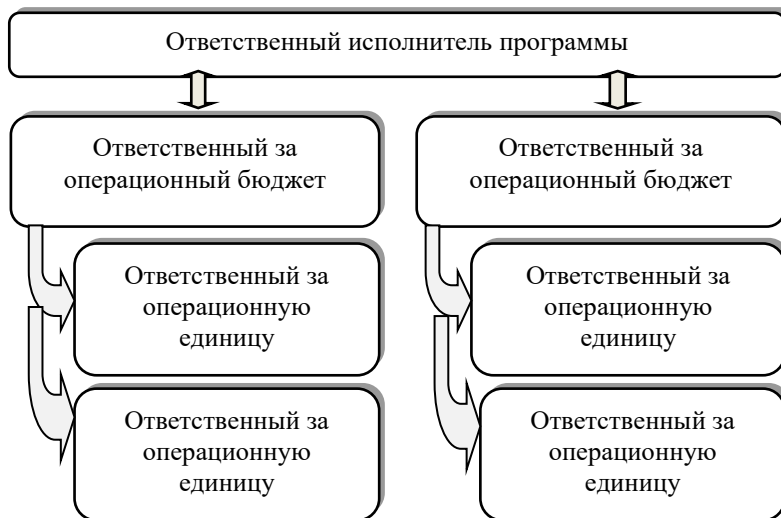 Ответственный исполнитель программы
Ответственный за
операционный бюджет
Ответственный за
операционный бюджет
Ответственный за
операционную
единицу
Ответственный за
операционную
единицу
Ответственный за
операционную
единицу
Ответственный за
операционную
единицу